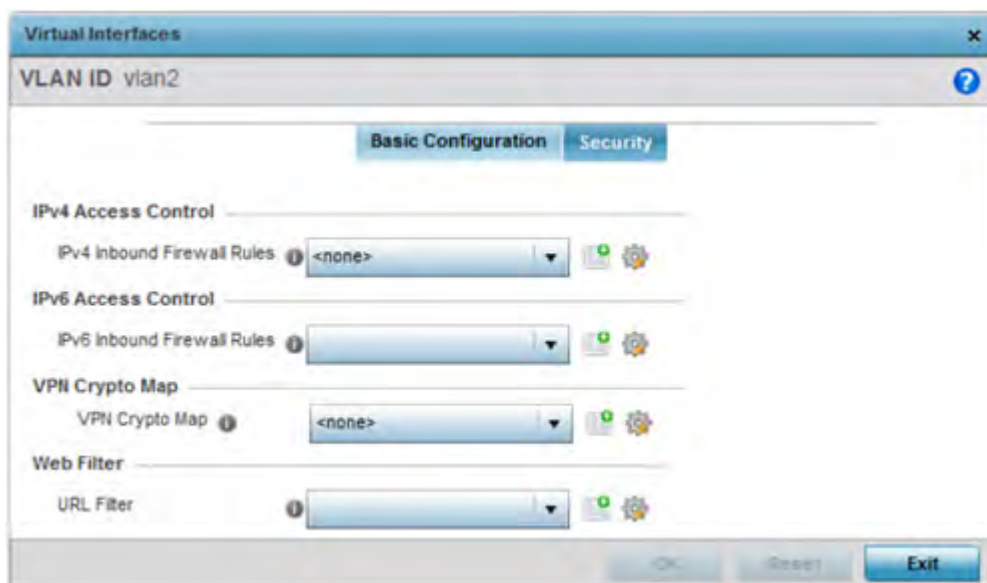 Virtual Interfaces
VLAN ID vlan2
Basic Configuration Security
IPv4 Access Control
IPv4 Inbound Firewall Rules <none>
IPv6 Access Control
IPv6 Inbound Firewall Rules
VPN Crypto Map
VPN Crypto Map <none>
Web Filter
URL Filter
OK Reset Exit